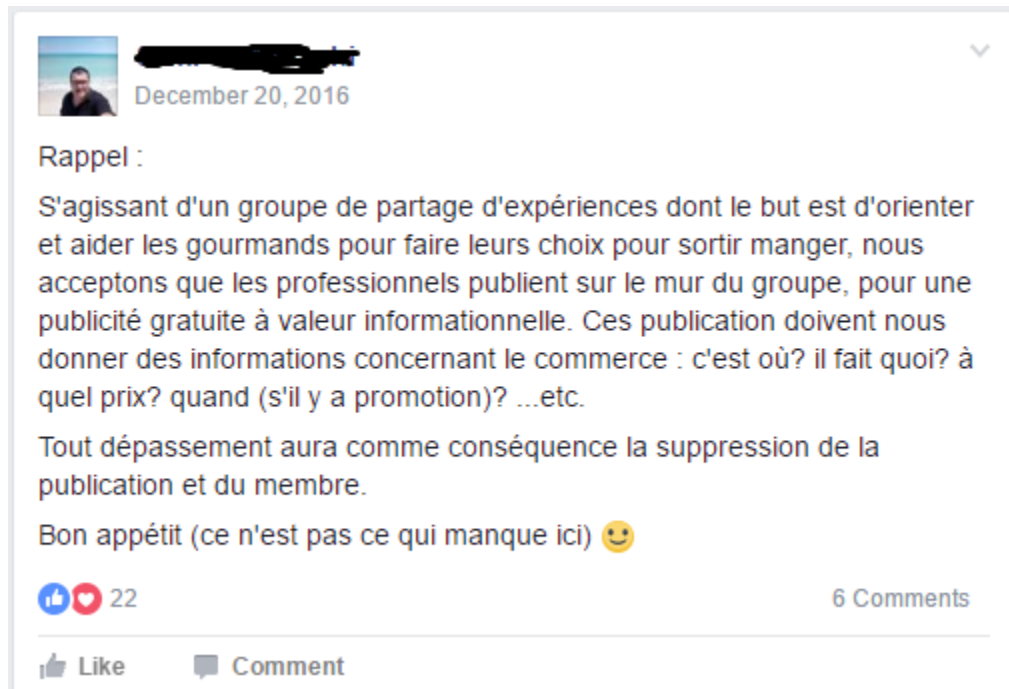 December 20, 2016
Rappel :
S'agissant d'un groupe de partage d'expériences dont le but est d'orienter
et aider les gourmands pour faire leurs choix pour sortir manger, nous
acceptons que les professionnels publient sur le mur du groupe, pour une
publicité gratuite à valeur informationnelle. Ces publication doivent nous
donner des informations concernant le commerce : c'est où? il fait quoi? à
quel prix? quand (s'il y a promotion)? ...etc.
Tout dépassement aura comme conséquence la suppression de la
publication et du membre.
Bon appétit (ce n'est pas ce qui manque ici) 🙂
22
6 Comments
Like
Comment